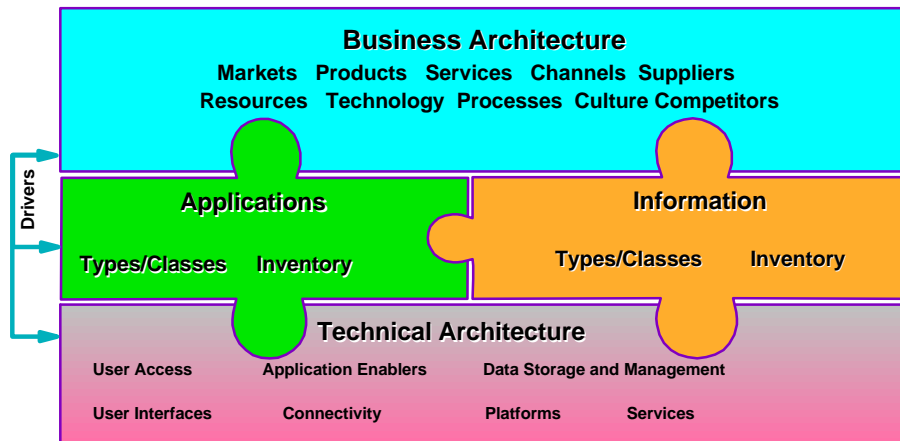 Business Architecture
Markets Products Services Channels Suppliers
Resources Technology Processes Culture Competitors
Drivers
Applications
Types/Classes Inventory
Information
Types/Classes Inventory
Technical Architecture
User Access Application Enablers Data Storage and Management
User Interfaces Connectivity Platforms Services